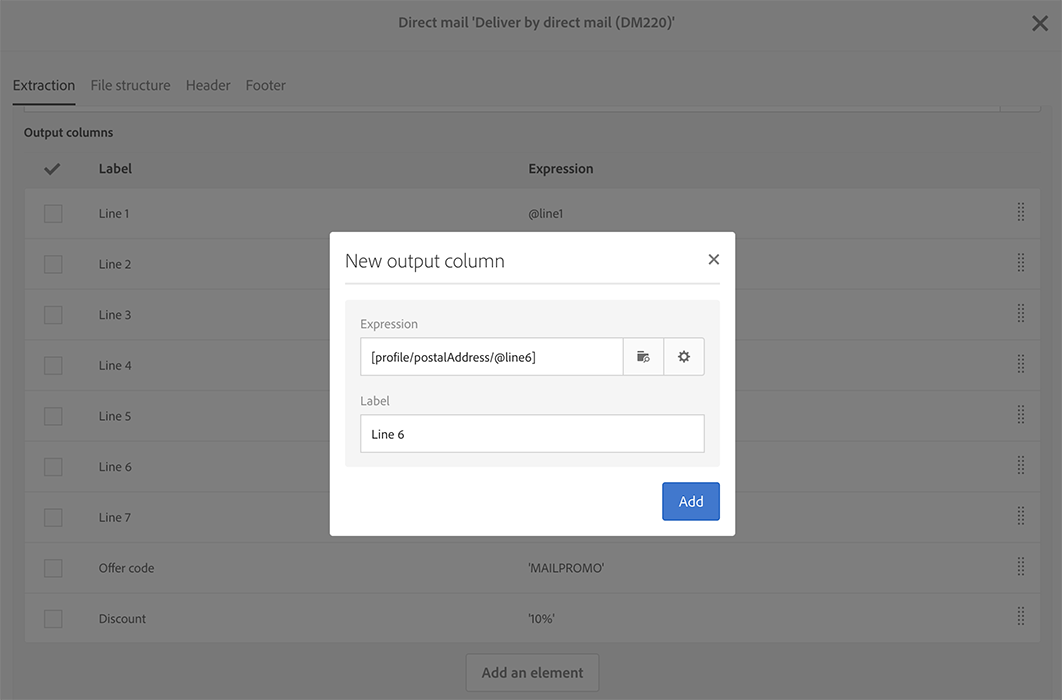 Direct mail 'Deliver by direct mail (DM220)'
Extraction File structure Header Footer
Output columns
Label Expression
Line 1 @line1
Line 2
Line 3
Line 4
Line 5
Line 6
Line 7
Offer code 'MAILPROMO'
Discount '10%'
Add an element
New output column
Expression
[profile/postalAddress/@line6]
Label
Line 6
Add